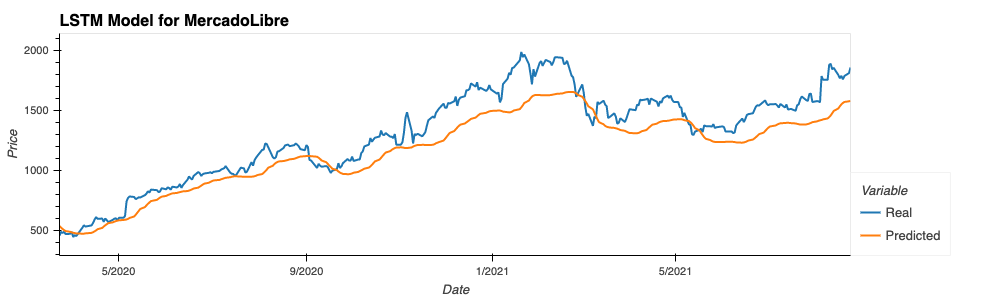 LSTM Model for MercadoLibre
2000
1500
1000
500
Price
5/2020
9/2020
1/2021
5/2021
Date
Variable
Real
Predicted